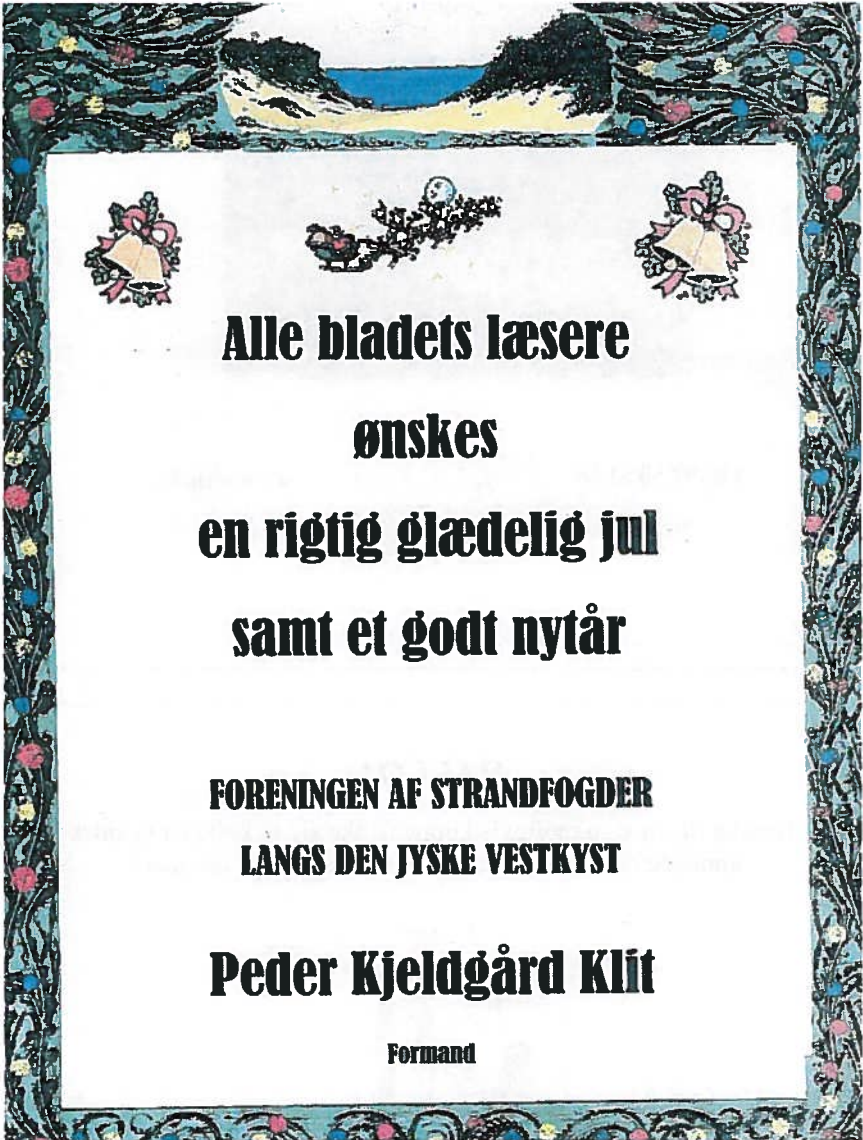 Alle bladets læsere
ønskes
en rigtig glædelig jul
samt et godt nytår
FORENINGEN AF STRANDFOGDER
LANGS DEN JYSKE VESTKYST
Peder Kjeldgård Klit
Formand